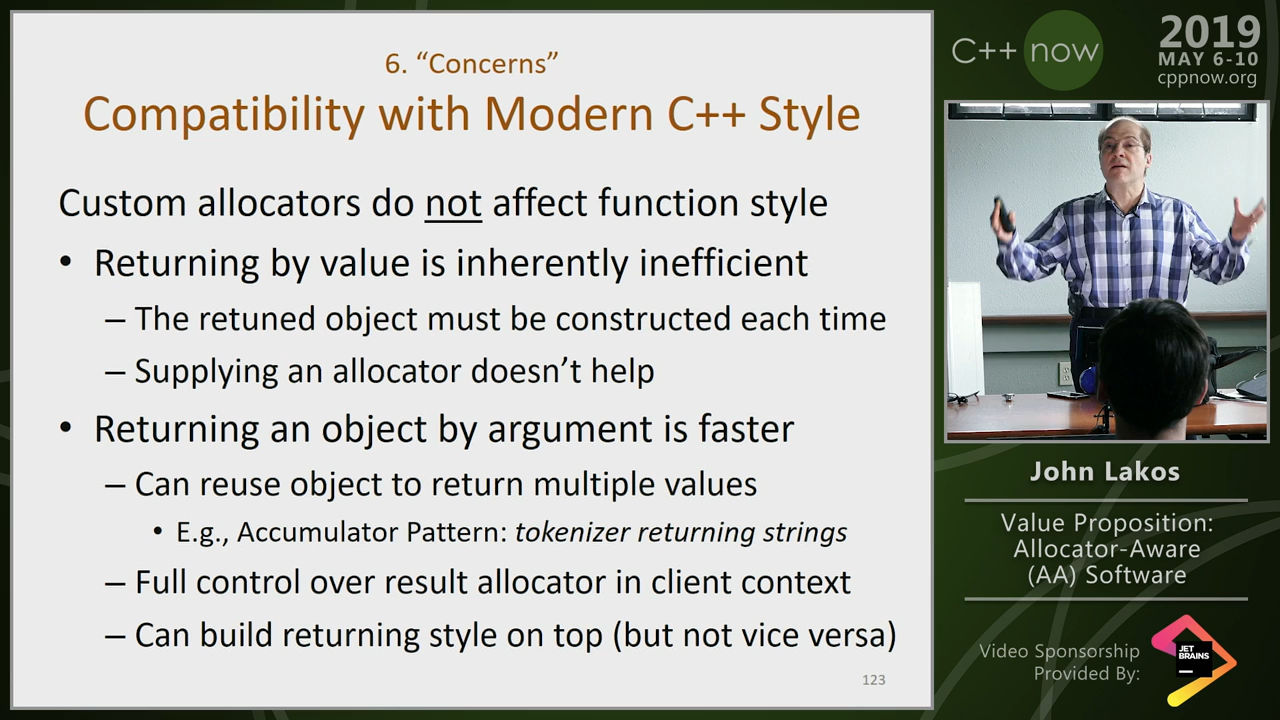 6. “Concerns”
Compatibility with Modern C++ Style
Custom allocators do not affect function style
• Returning by value is inherently inefficient
– The retuned object must be constructed each time
– Supplying an allocator doesn’t help
• Returning an object by argument is faster
– Can reuse object to return multiple values
• E.g., Accumulator Pattern: tokenizer returning strings
– Full control over result allocator in client context
– Can build returning style on top (but not vice versa)
123
C++ now
2019
MAY 6-10
cppnow.org
John Lakos
Value Proposition:
Allocator-Aware
(AA) Software
Video Sponsorship
Provided By:
JET
BRAINS